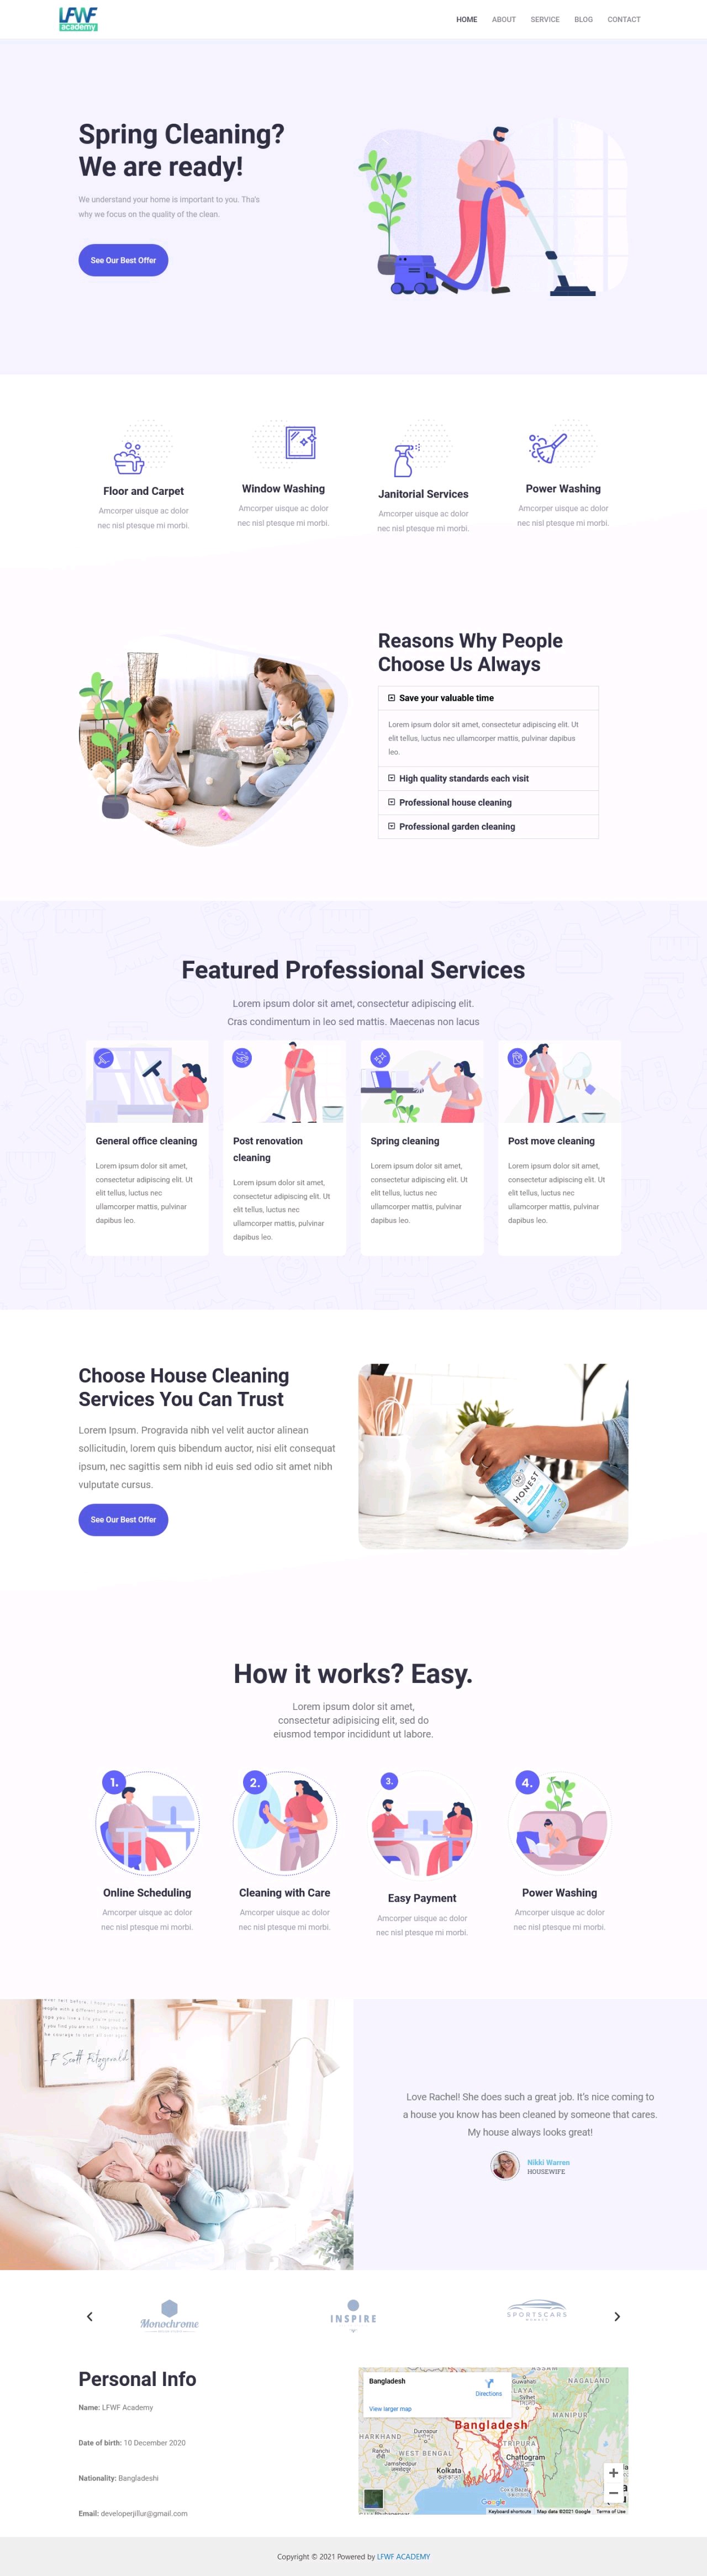 LFWF
academy
HOME ABOUT SERVICE BLOG CONTACT
Spring Cleaning?
We are ready!
We understand your home is important to you. Tha's
why we focus on the quality of the clean.
See Our Best Offer
Floor and Carpet
Amcorper uisque ac dolor
nec nisl ptesque mi morbi.
Window Washing
Amcorper uisque ac dolor
nec nisl ptesque mi morbi.
Janitorial Services
Amcorper uisque ac dolor
nec nisl ptesque mi morbi.
Power Washing
Amcorper uisque ac dolor
nec nisl ptesque mi morbi.
Reasons Why People
Choose Us Always
Save your valuable time
Lorem ipsum dolor sit amet, consectetur adipiscing elit. Ut
elit tellus, luctus nec ullamcorper mattis, pulvinar dapibus
leo.
High quality standards each visit
Professional house cleaning
Professional garden cleaning
Featured Professional Services
Lorem ipsum dolor sit amet, consectetur adipiscing elit.
Cras condimentum in leo sed mattis. Maecenas non lacus
General office cleaning
Lorem ipsum dolor sit amet,
consectetur adipiscing elit. Ut
elit tellus, luctus nec
ullamcorper mattis, pulvinar
dapibus leo.
Post renovation
cleaning
Lorem ipsum dolor sit amet,
consectetur adipiscing elit. Ut
elit tellus, luctus nec
ullamcorper mattis, pulvinar
dapibus leo.
Spring cleaning
Lorem ipsum dolor sit amet,
consectetur adipiscing elit. Ut
elit tellus, luctus nec
ullamcorper mattis, pulvinar
dapibus leo.
Post move cleaning
Lorem ipsum dolor sit amet,
consectetur adipiscing elit. Ut
elit tellus, luctus nec
ullamcorper mattis, pulvinar
dapibus leo.
Choose House Cleaning
Services You Can Trust
Lorem Ipsum. Progravida nibh vel velit auctor alinean
sollicitudin, lorem quis bibendum auctor, nisi elit consequat
ipsum, nec sagittis sem nibh id euis sed odio sit amet nibh
vulputate cursus.
See Our Best Offer
HONEST
How it works? Easy.
Lorem ipsum dolor sit amet,
consectetur adipisicing elit, sed do
eiusmod tempor incididunt ut labore.
1.
Online Scheduling
Amcorper uisque ac dolor
nec nisl ptesque mi morbi.
2.
Cleaning with Care
Amcorper uisque ac dolor
nec nisl ptesque mi morbi.
3.
Easy Payment
Amcorper uisque ac dolor
nec nisl ptesque mi morbi.
4.
Power Washing
Amcorper uisque ac dolor
nec nisl ptesque mi morbi.
F. Scott Fitzgerald
Love Rachel! She does such a great job. It's nice coming to
a house you know has been cleaned by someone that cares.
My house always looks great!
Nikki Warren
HOUSEWIFE
Monochrome
INSPIRE
SPORTSCARS
Personal Info
Name: LFWF Academy
Date of birth: 10 December 2020
Nationality: Bangladeshi
Email: developerjillur@gmail.com
Bangladesh
Directions
View larger map
ASSAM
Guwahati
NAGALAND
LAYA
Sylhet
MANIPUR
Bangladesh
Durgapur
HARKHAND
Ranchi
WEST BENGAL
TRIPURA
Jamshedpur
Kolkata
Chattogram
Cox's Bazar
Google
Keyboard shortcuts Map data ©2021 Google Terms of Use
Copyright © 2021 Powered by LFWF ACADEMY